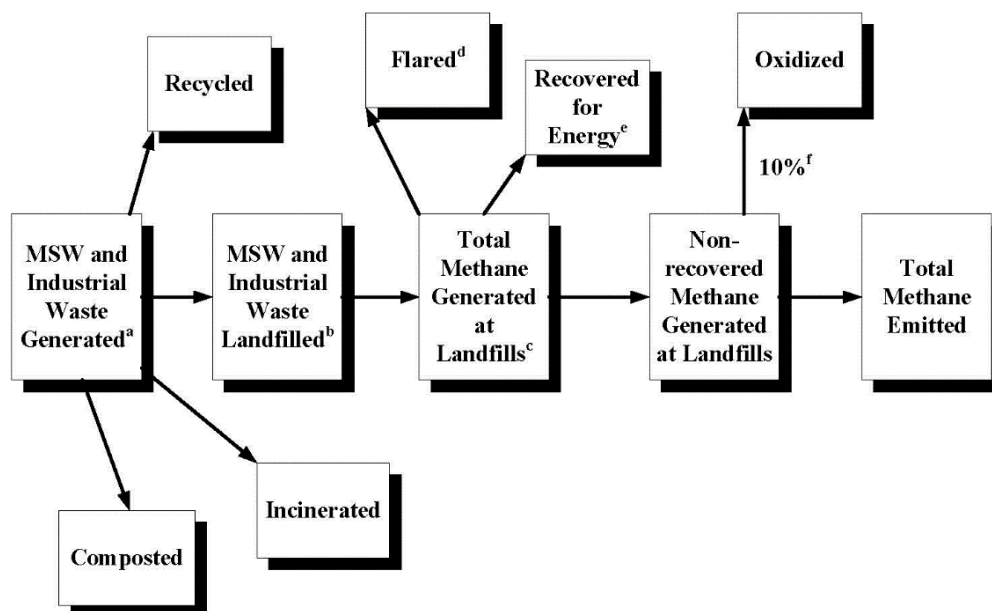 Recycled
Flared^d
Recovered
for
Energy^e
Oxidized
10%^f
MSW and
Industrial
Waste
Generated^a
MSW and
Industrial
Waste
Landfilled^b
Total
Methane
Generated
at
Landfills^c
Non-
recovered
Methane
Generated
at Landfills
Total
Methane
Emitted
Incinerated
Composted